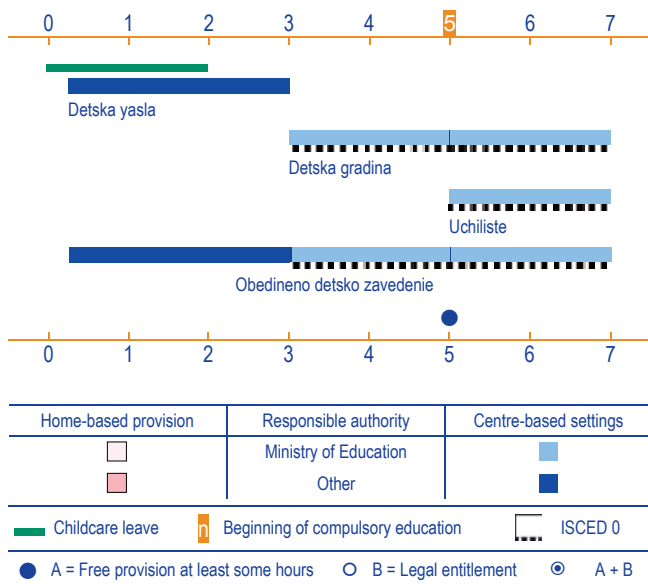 0 1 2 3 4 5 6 7
Detska yasla
Detska gradina
Uchiliste
Obedineno detsko zavedenie
0 1 2 3 4 5 6 7
Home-based provision Responsible authority Centre-based settings
Ministry of Education
Other
Childcare leave n Beginning of compulsory education ISCED 0
A = Free provision at least some hours B = Legal entitlement A + B